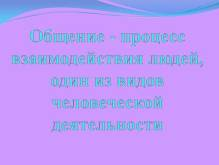 Общение - процесс
взаимодействия людей,
один из видов
человеческой
деятельности